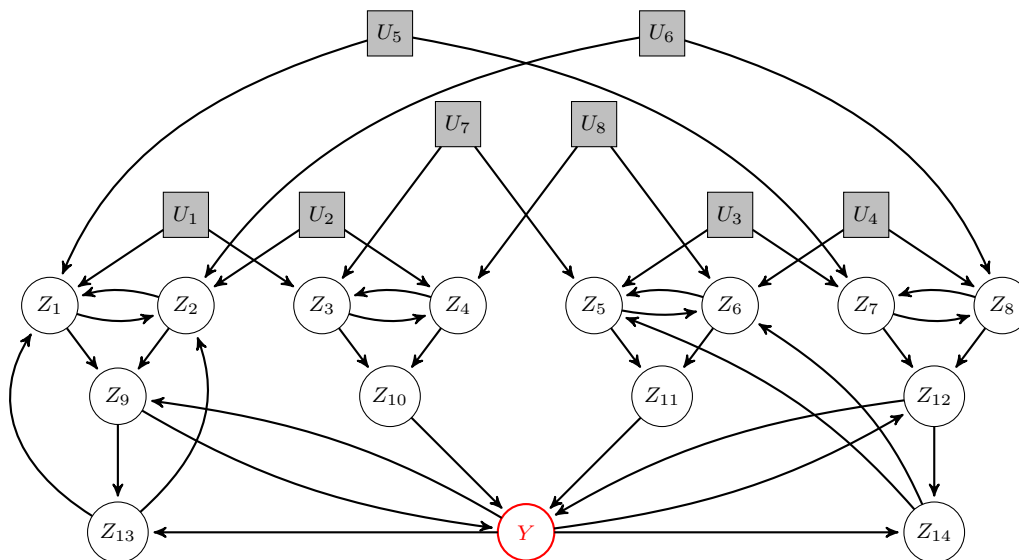 U₅ U₆
U₇ U₈
U₁ U₂ U₃ U₄
Z₁ Z₂ Z₃ Z₄ Z₅ Z₆ Z₇ Z₈
Z₉ Z₁₀ Z₁₁ Z₁₂
Z₁₃ Y Z₁₄